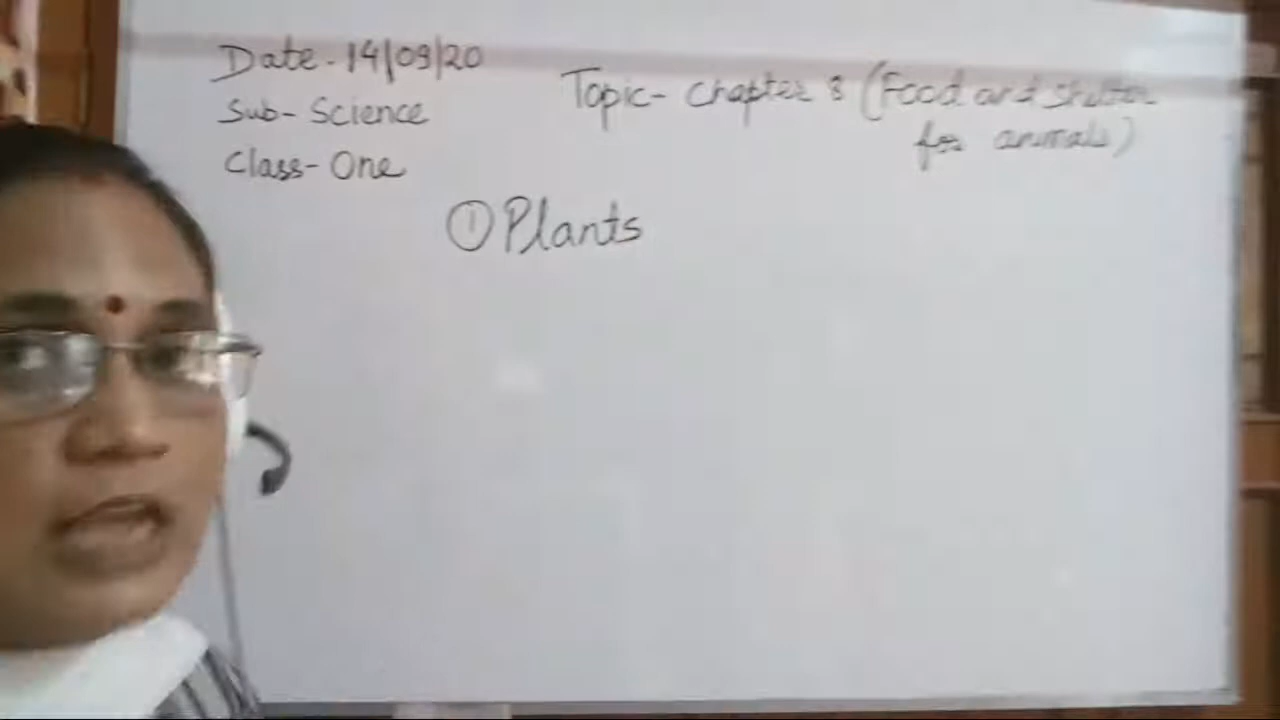 Date-14/09/20
Sub-Science
Class-One
Topic-Chapter 8 (Food and Shelter
for animals)
① Plants